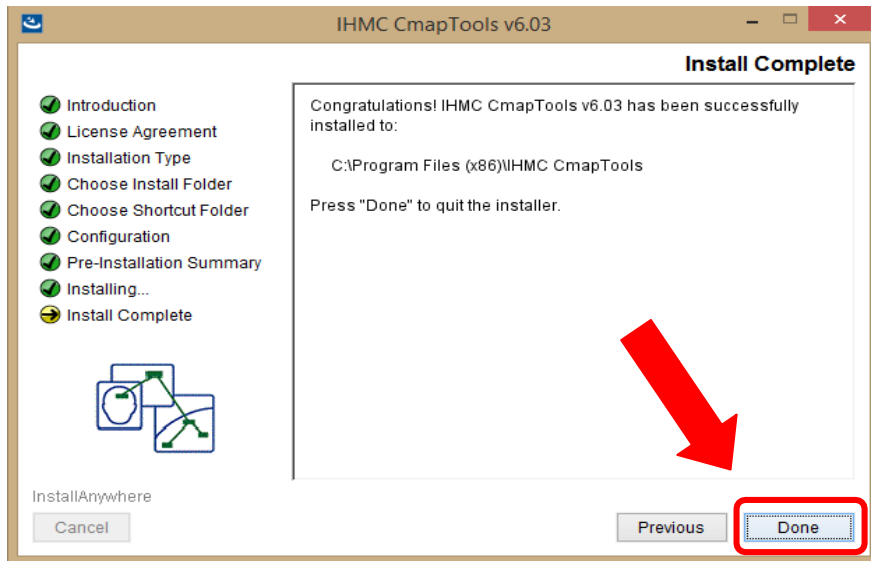 IHMC CmapTools v6.03
Install Complete
Introduction
License Agreement
Installation Type
Choose Install Folder
Choose Shortcut Folder
Configuration
Pre-Installation Summary
Installing...
Install Complete
Congratulations! IHMC CmapTools v6.03 has been successfully
installed to:
C:\Program Files (x86)\IHMC CmapTools
Press "Done" to quit the installer.
InstallAnywhere
Cancel
Previous
Done